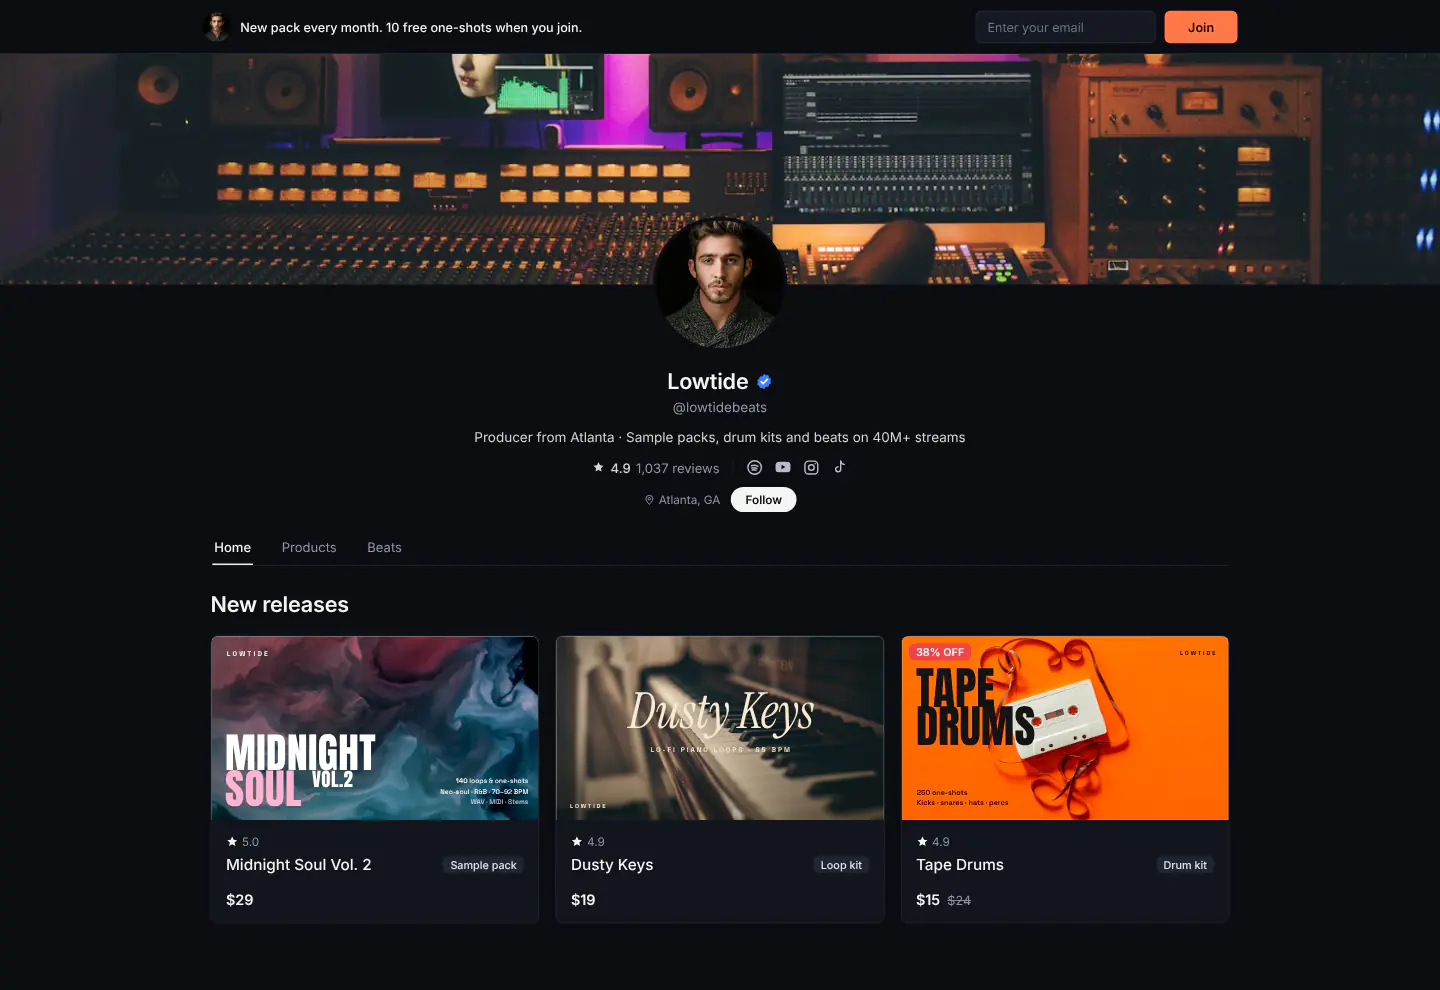 New pack every month. 10 free one-shots when you join.
Enter your email
Join
Lowtide
@lowtidebeats
Producer from Atlanta · Sample packs, drum kits and beats on 40M+ streams
4.9 1,037 reviews
Atlanta, GA
Follow
Home
Products
Beats
New releases
LOWTIDE
MIDNIGHT
SOUL VOL.2
140 loops & one-shots
Neo-soul · R&B · 70–92 BPM
WAV · MIDI · Stems
5.0
Midnight Soul Vol. 2
Sample pack
$29
Dusty Keys
LO-FI PIANO LOOPS · 85 BPM
LOWTIDE
4.9
Dusty Keys
Loop kit
$19
38% OFF
LOWTIDE
TAPE
DRUMS
250 one-shots
Kicks · snares · hats · percs
4.9
Tape Drums
Drum kit
$15 $24